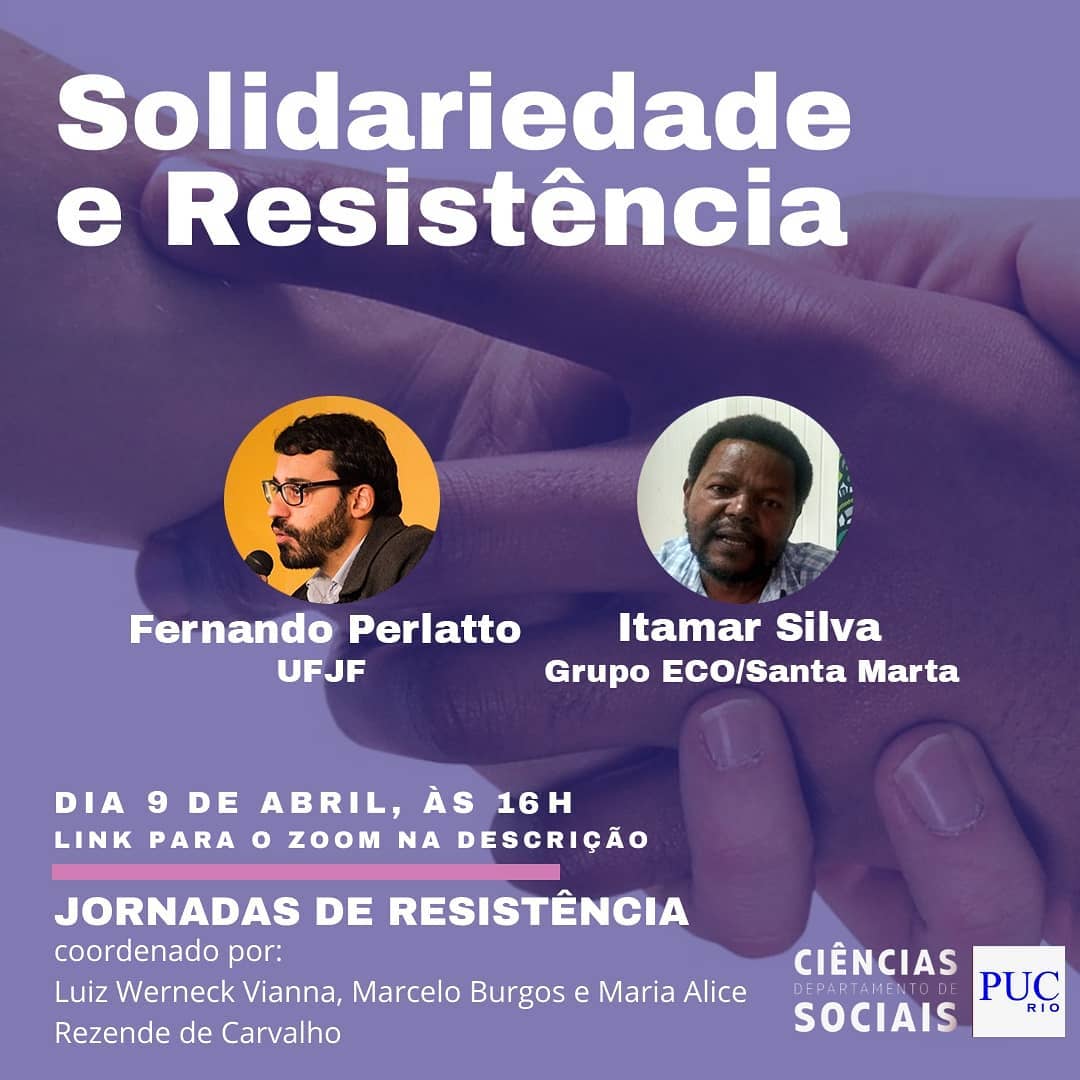 Solidariedade
e Resistência
Fernando Perlatto
UFJF
Itamar Silva
Grupo ECO/Santa Marta
DIA 9 DE ABRIL, ÀS 16H
LINK PARA O ZOOM NA DESCRIÇÃO
JORNADAS DE RESISTÊNCIA
coordenado por:
Luiz Werneck Vianna, Marcelo Burgos e Maria Alice
Rezende de Carvalho
CIÊNCIAS
DEPARTAMENTO DE
SOCIAIS
PUC
RIO